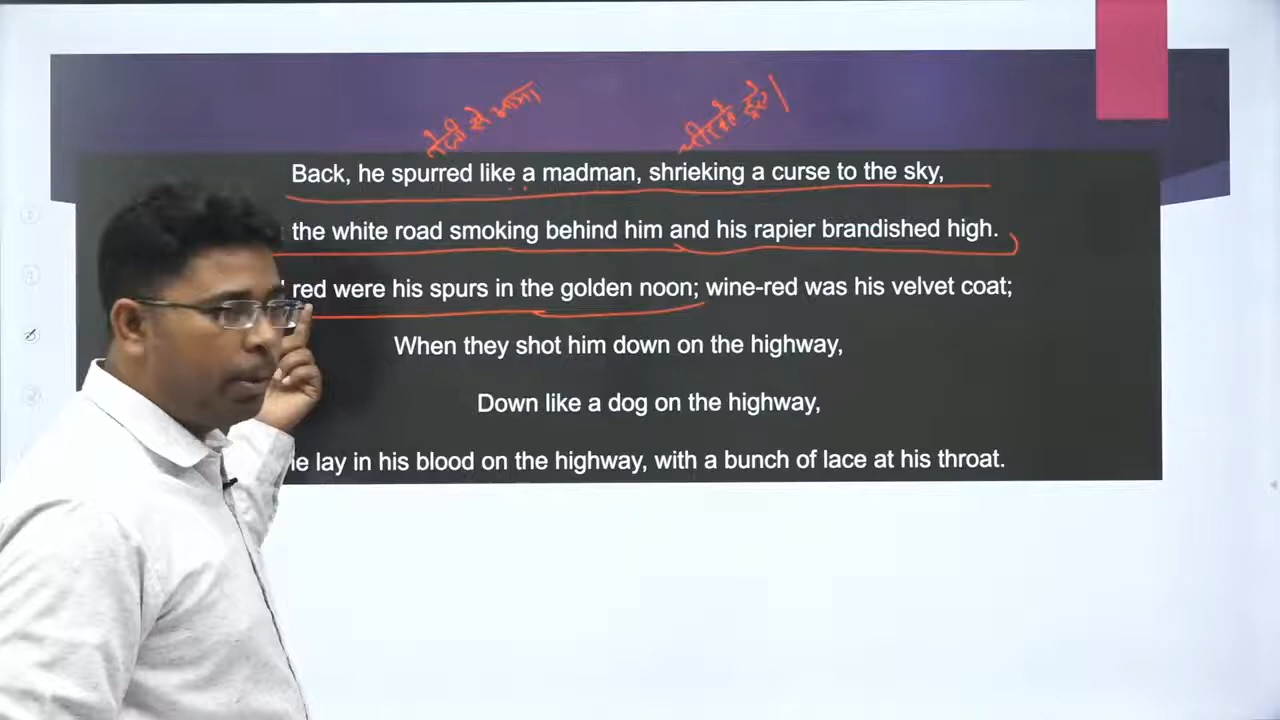 तेजी से भागा
चीखते हुए।
Back, he spurred like a madman, shrieking a curse to the sky,
the white road smoking behind him and his rapier brandished high.
red were his spurs in the golden noon; wine-red was his velvet coat;
When they shot him down on the highway,
Down like a dog on the highway,
lay in his blood on the highway, with a bunch of lace at his throat.